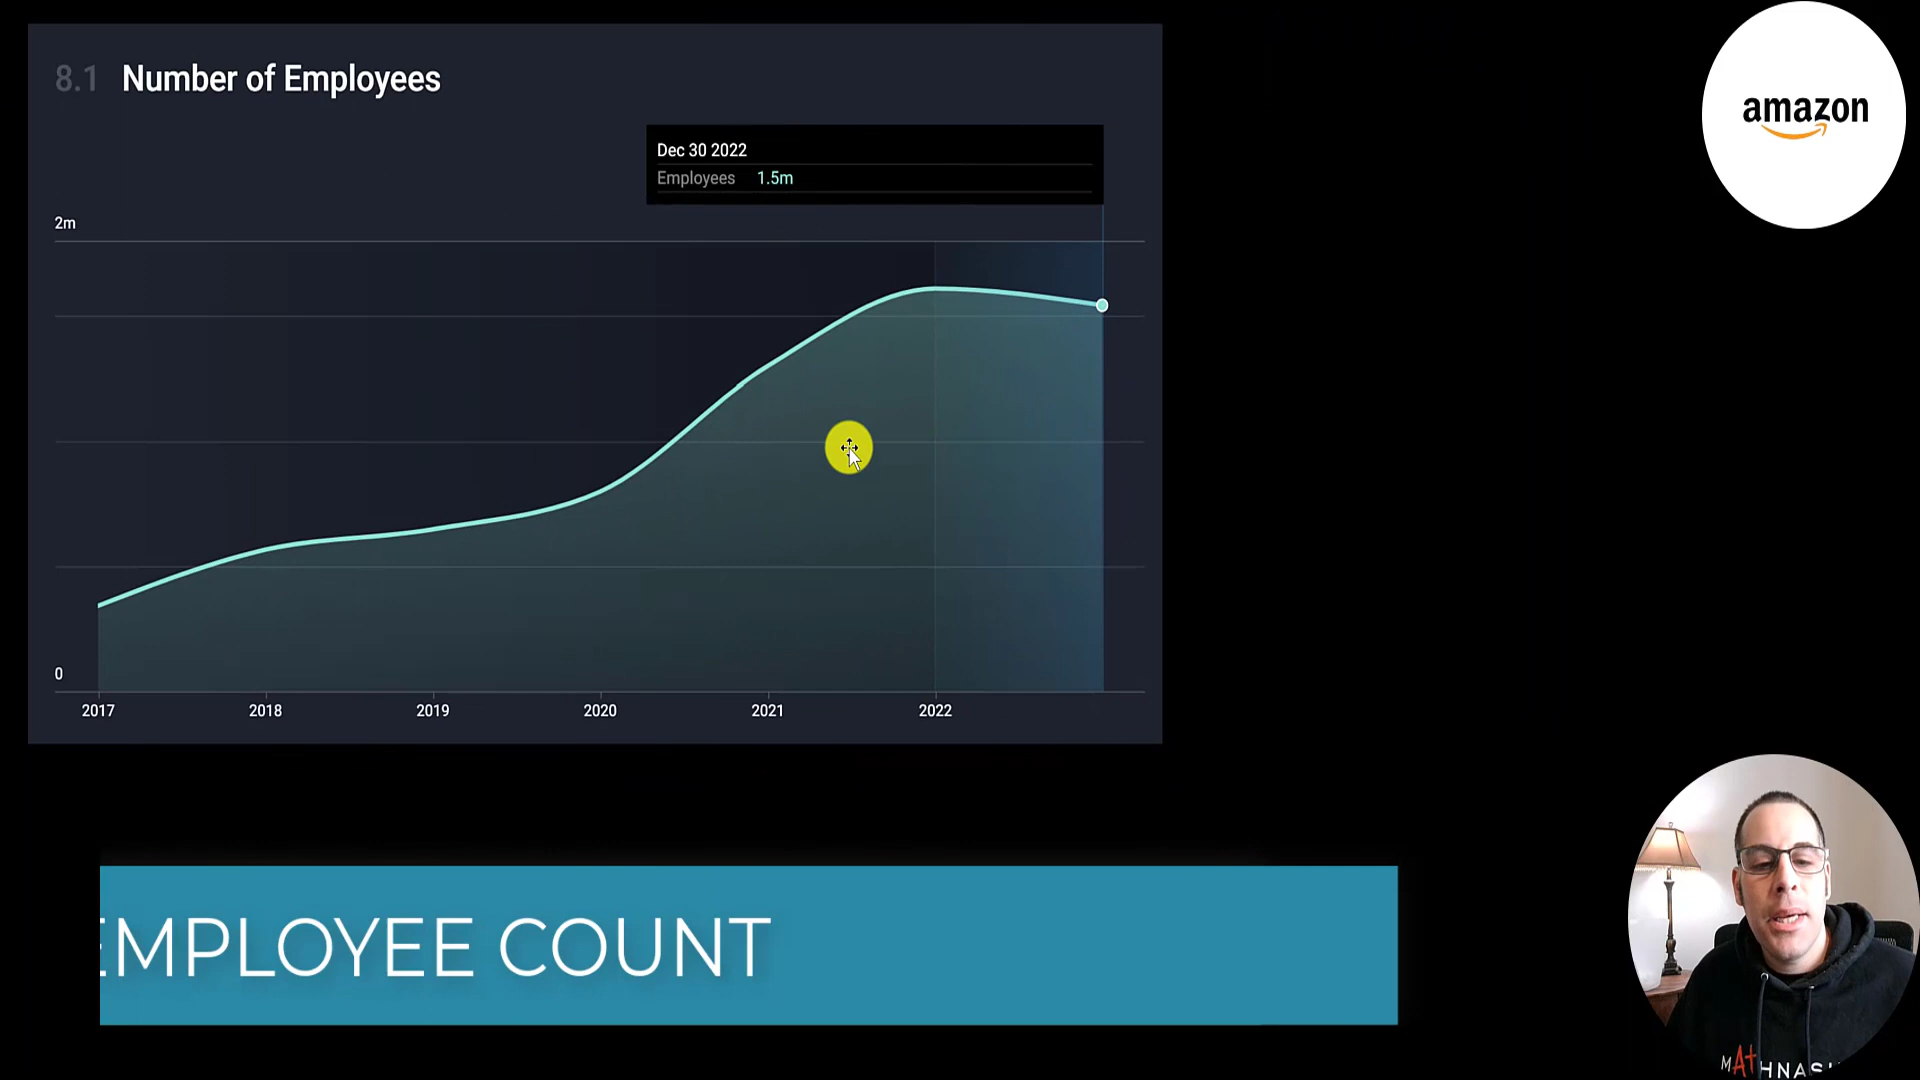 8.1 Number of Employees
amazon
Dec 30 2022
Employees 1.5m
2m
0
2017 2018 2019 2020 2021 2022
EMPLOYEE COUNT